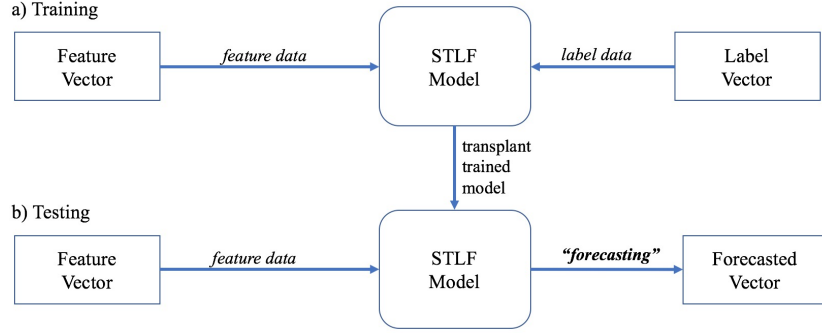 a) Training
Feature
Vector
feature data
STLF
Model
label data
Label
Vector
transplant
trained
model
b) Testing
Feature
Vector
feature data
STLF
Model
“forecasting”
Forecasted
Vector